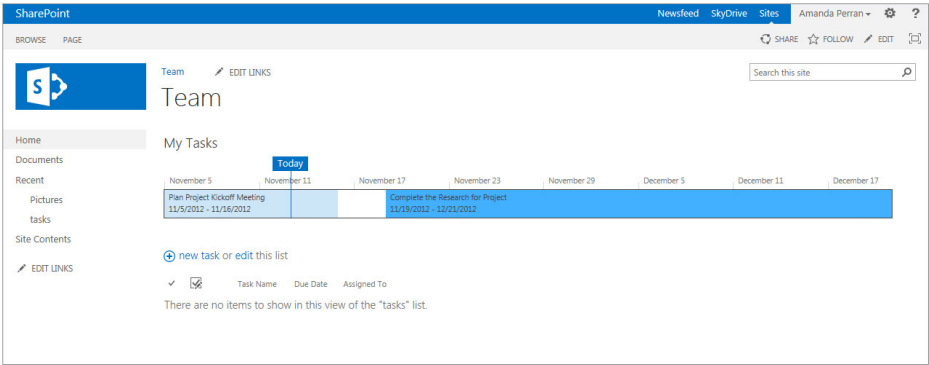 SharePoint Newsfeed SkyDrive Sites Amanda Perran ?
BROWSE PAGE SHARE FOLLOW EDIT
S
Team EDIT LINKS Search this site
Team
Home
Documents
Recent
Pictures
tasks
Site Contents
EDIT LINKS
My Tasks
Today
November 5 November 11 November 17 November 23 November 29 December 5 December 11 December 17
Plan Project Kickoff Meeting Complete the Research for Project
11/5/2012 - 11/16/2012 11/19/2012 - 12/21/2012
new task or edit this list
Task Name Due Date Assigned To
There are no items to show in this view of the "tasks" list.